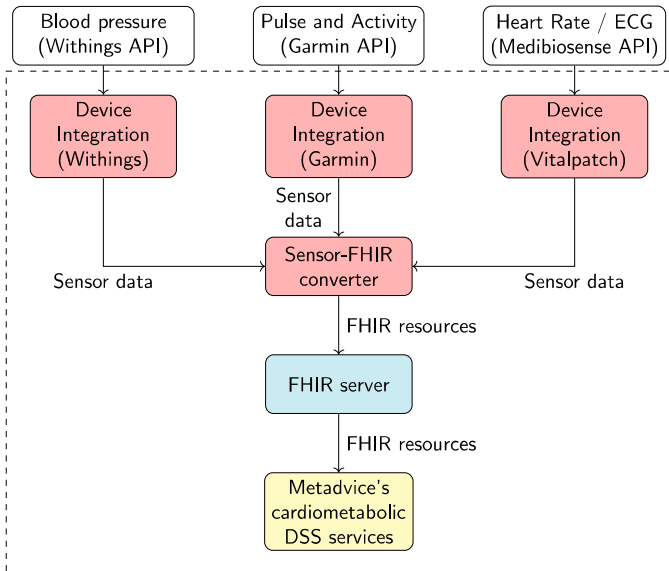 Blood pressure
(Withings API)
Pulse and Activity
(Garmin API)
Heart Rate / ECG
(Medibiosense API)
Device
Integration
(Withings)
Device
Integration
(Garmin)
Device
Integration
(Vitalpatch)
Sensor
data
Sensor data
Sensor-FHIR
converter
Sensor data
FHIR resources
FHIR server
FHIR resources
Metadvice's
cardiometabolic
DSS services